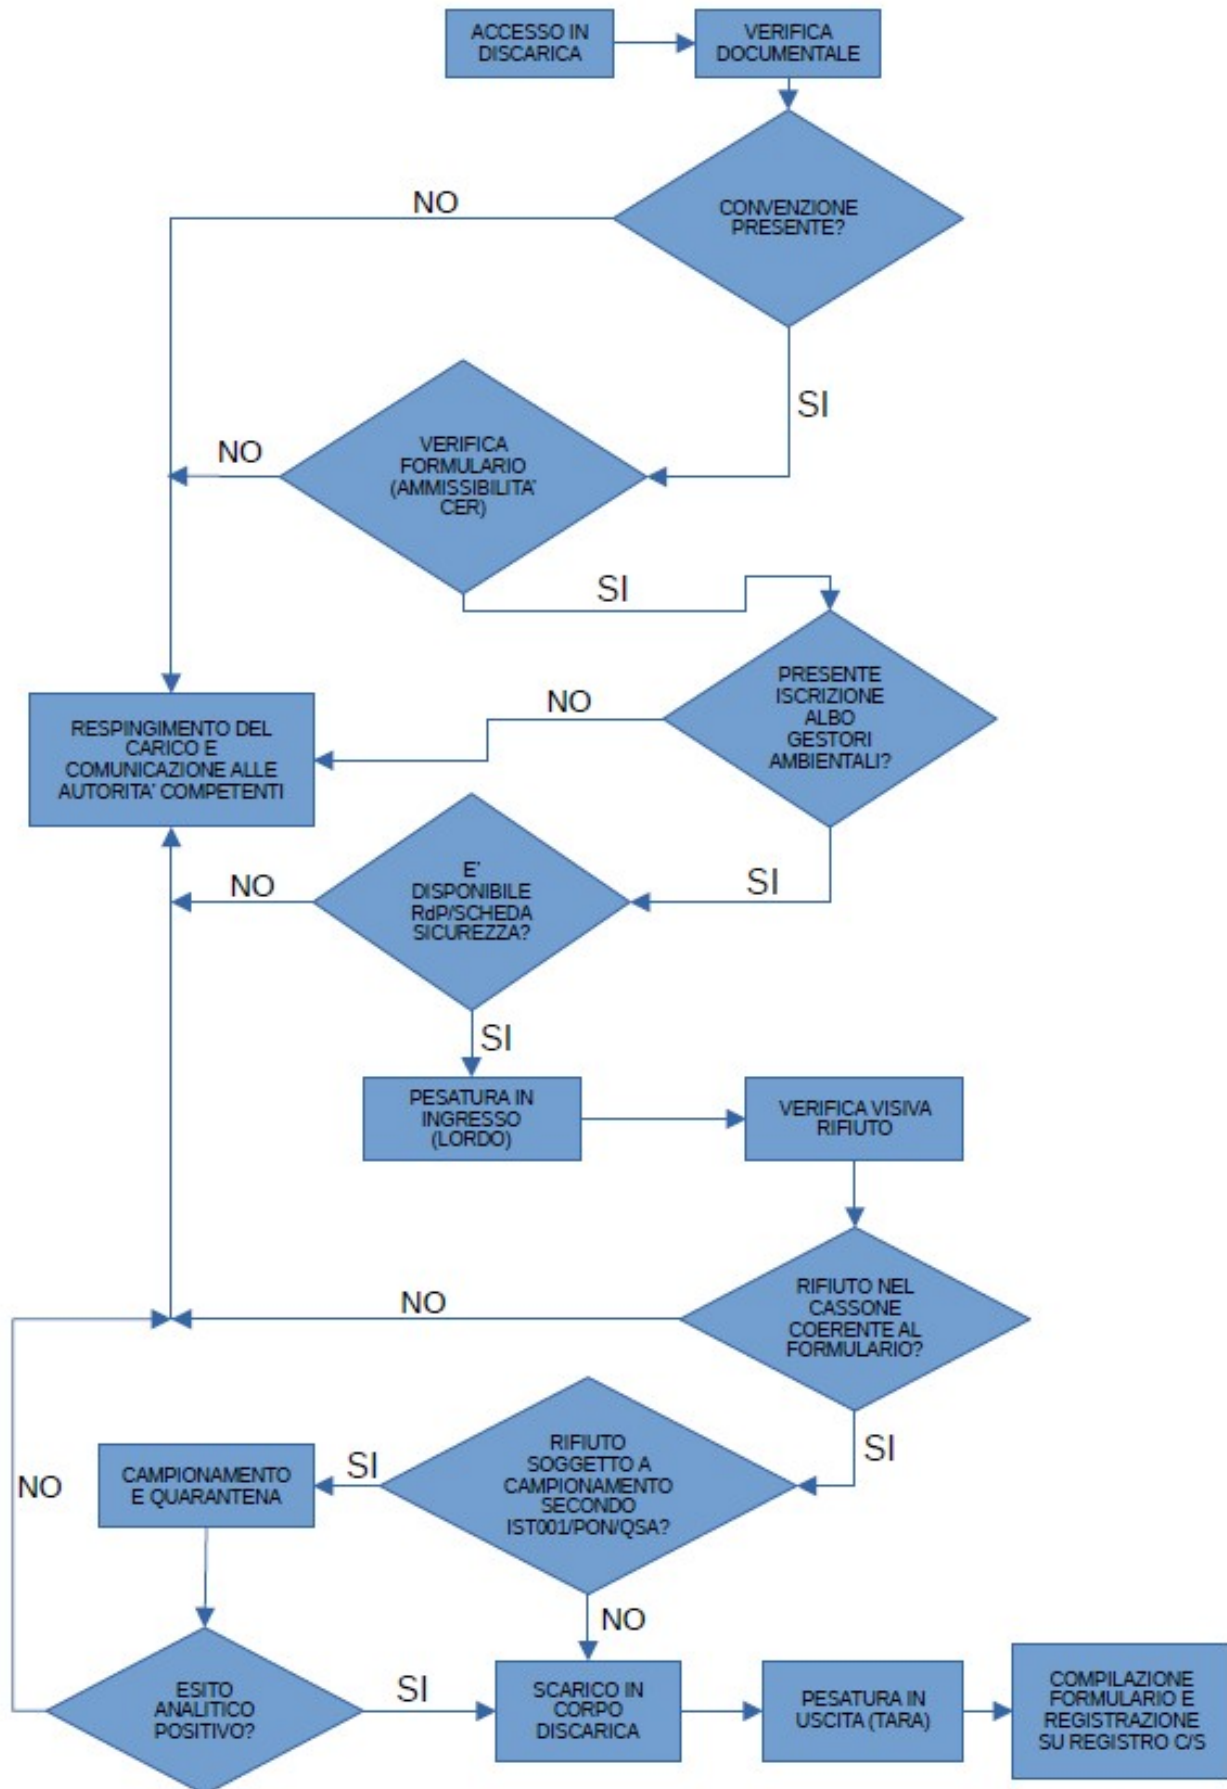 ACCESSO IN
DISCARICA
VERIFICA
DOCUMENTALE
CONVENZIONE
PRESENTE?
NO
SI
VERIFICA
FORMULARIO
(AMMISSIBILITA'
CER)
NO
SI
PRESENTE
ISCRIZIONE
ALBO
GESTORI
AMBIENTALI?
NO
RESPINGIMENTO DEL
CARICO E
COMUNICAZIONE ALLE
AUTORITA' COMPETENTI
SI
E'
DISPONIBILE
RdP/SCHEDA
SICUREZZA?
NO
SI
PESATURA IN
INGRESSO
(LORDO)
VERIFICA VISIVA
RIFIUTO
RIFIUTO NEL
CASSONE
COERENTE AL
FORMULARIO?
NO
SI
RIFIUTO
SOGGETTO A
CAMPIONAMENTO
SECONDO
IST001/PON/QSA?
SI
CAMPIONAMENTO
E QUARANTENA
NO
NO
ESITO
ANALITICO
POSITIVO?
SI
SCARICO IN
CORPO
DISCARICA
PESATURA IN
USCITA (TARA)
COMPILAZIONE
FORMULARIO E
REGISTRAZIONE
SU REGISTRO C/S